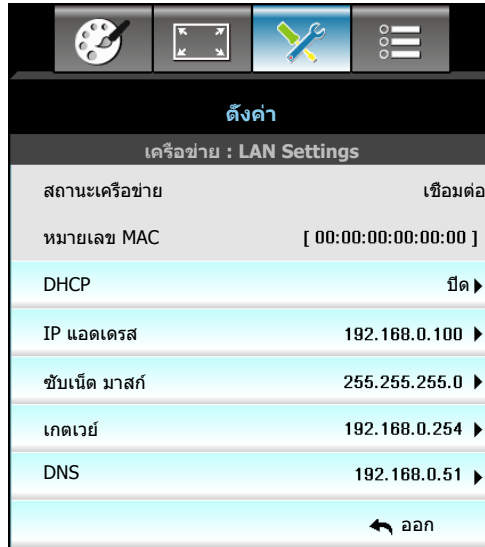 ตั้งค่า
เครือข่าย : LAN Settings
สถานะเครือข่าย เชื่อมต่อ
หมายเลข MAC [ 00:00:00:00:00:00 ]
DHCP ปิด
IP แอดเดรส 192.168.0.100
ซับเน็ต มาสก์ 255.255.255.0
เกตเวย์ 192.168.0.254
DNS 192.168.0.51
ออก